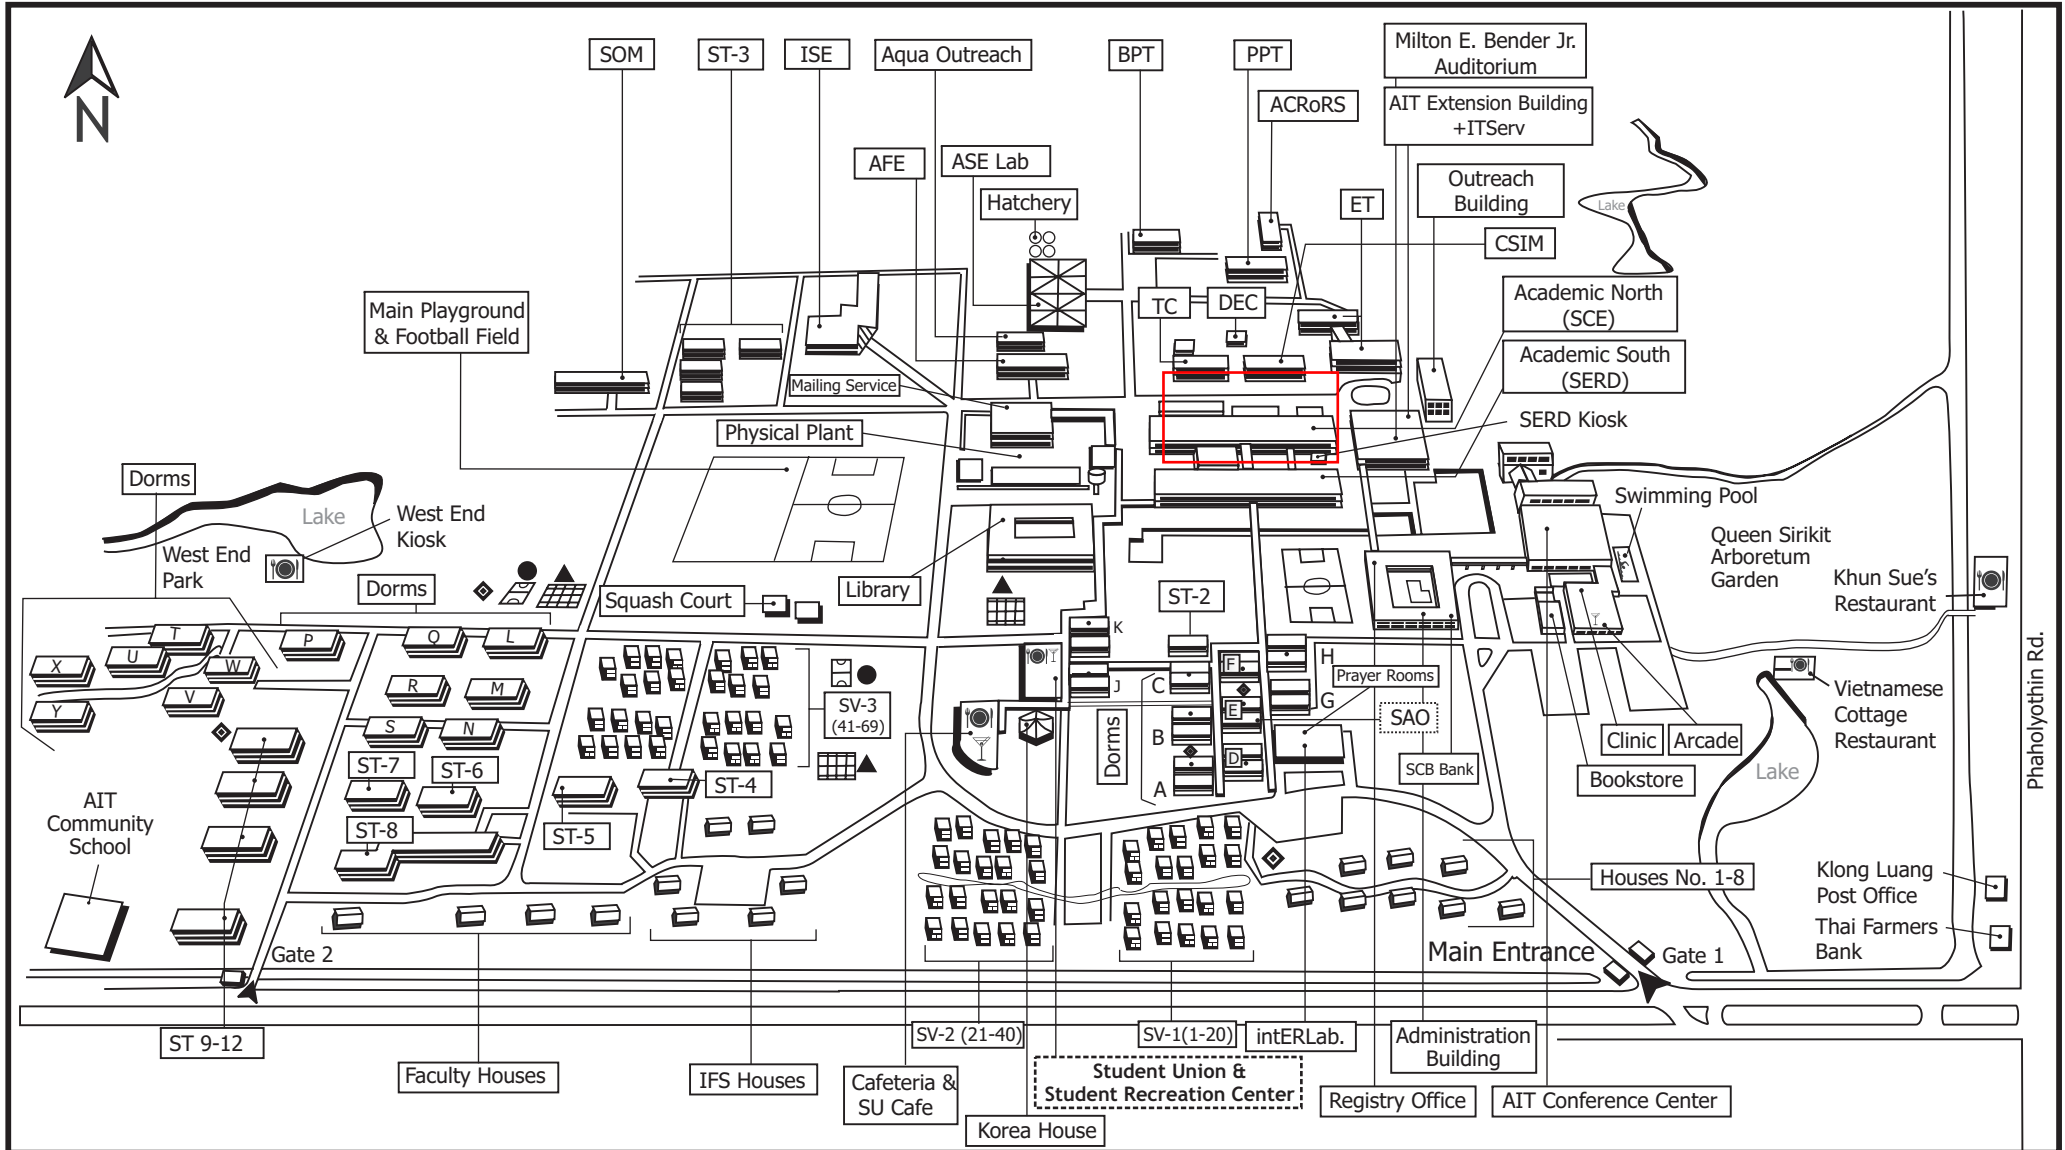 SOM
ST-3
ISE
Aqua Outreach
BPT
PPT
Milton E. Bender Jr.
Auditorium
ACRoRS
AIT Extension Building
+ITServ
N
AFE
ASE Lab
Hatchery
ET
Outreach
Building
Lake
CSIM
Main Playground
& Football Field
TC
DEC
Academic North
(SCE)
Academic South
(SERD)
Mailing Service
SERD Kiosk
Physical Plant
Dorms
Lake
West End
Kiosk
West End
Park
Dorms
Squash Court
Library
ST-2
Swimming Pool
Queen Sirikit
Arboretum
Garden
Khun Sue's
Restaurant
T
P
Q
L
K
X
U
W
F
H
Prayer Rooms
R
M
V
J
C
G
Y
S
N
SV-3
(41-69)
E
SAO
B
D
A
Dorms
Vietnamese
Cottage
Restaurant
Clinic
Arcade
SCB Bank
Bookstore
Lake
Phaholyothin Rd.
ST-7
ST-6
ST-4
ST-8
ST-5
AIT
Community
School
Houses No. 1-8
Klong Luang
Post Office
Thai Farmers
Bank
Gate 2
Main Entrance
Gate 1
ST 9-12
SV-2 (21-40)
SV-1(1-20)
intERLab.
Administration
Building
Faculty Houses
IFS Houses
Cafeteria &
SU Cafe
Student Union &
Student Recreation Center
Registry Office
AIT Conference Center
Korea House